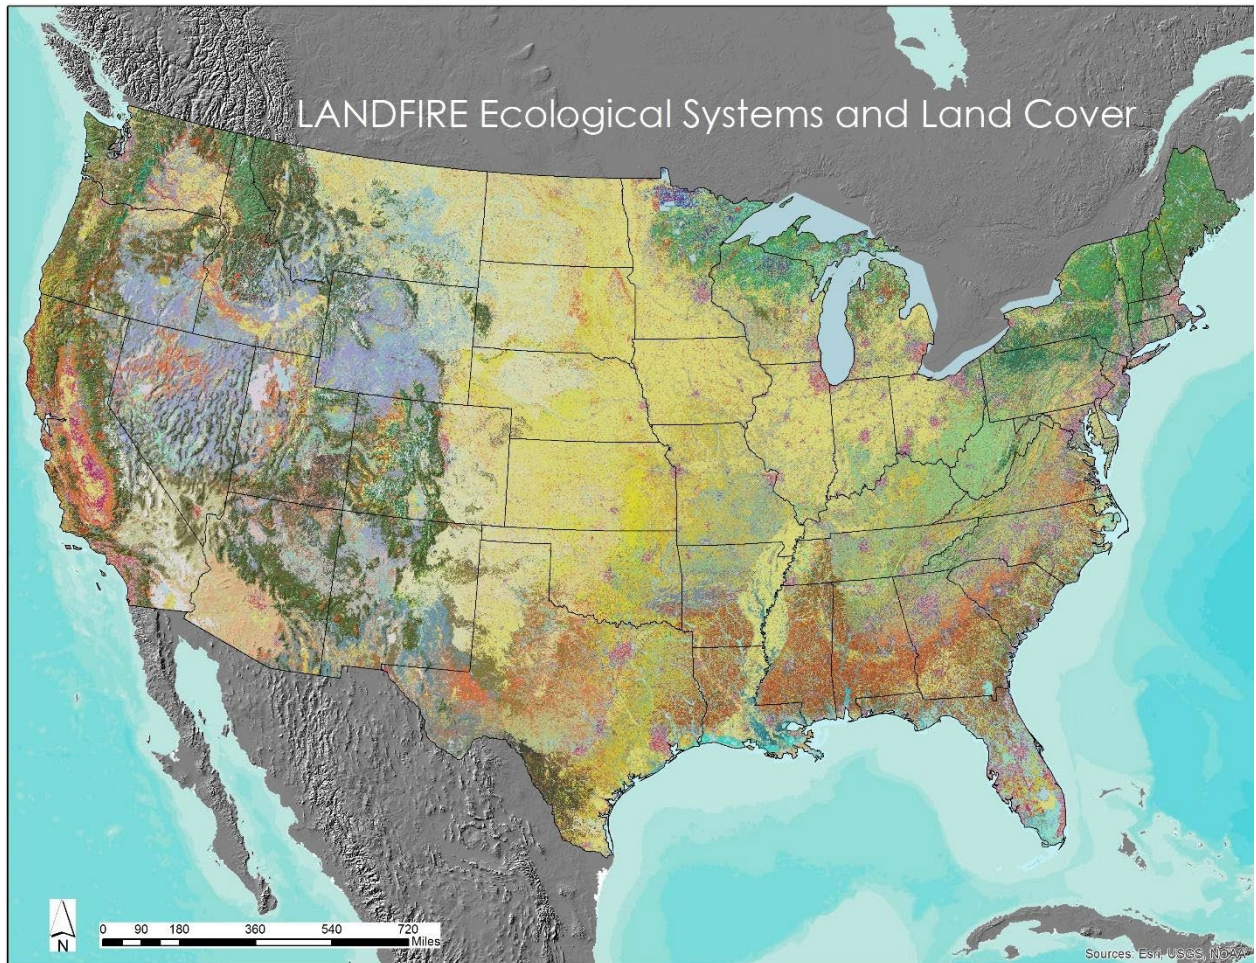 LANDFIRE Ecological Systems and Land Cover
N
0 90 180 360 540 720
Miles
Sources: Esri, USGS, NOAA